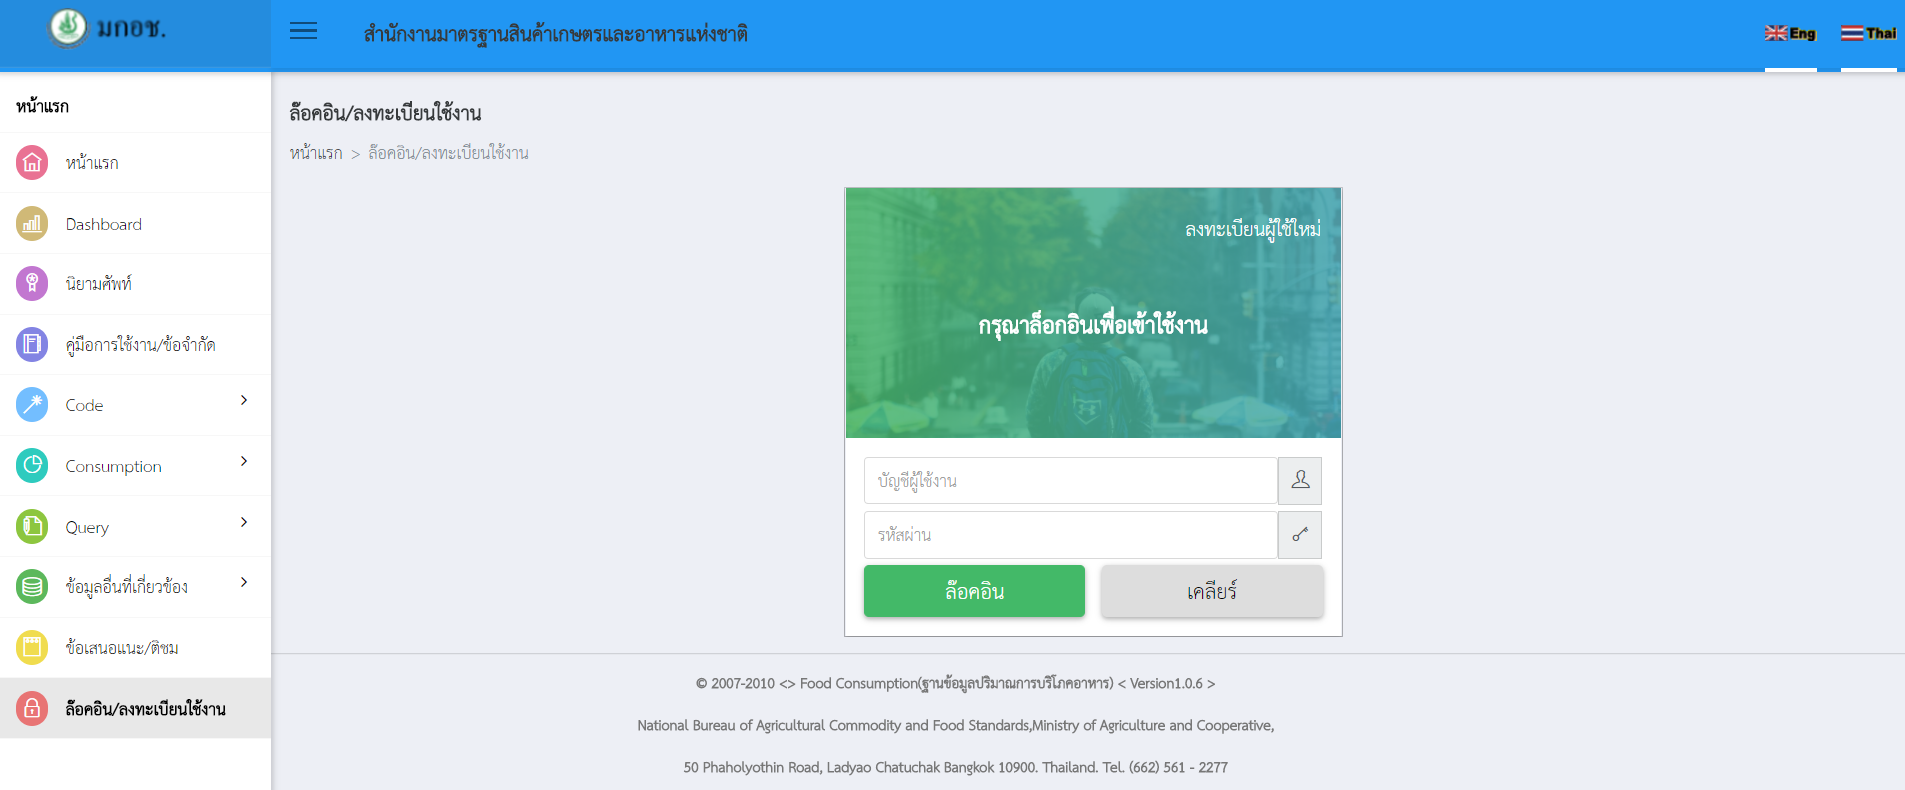 มกอช.
สำนักงานมาตรฐานสินค้าเกษตรและอาหารแห่งชาติ
Eng
Thai
หน้าแรก
หน้าแรก
Dashboard
นิยามศัพท์
คู่มือการใช้งาน/ข้อจำกัด
Code
Consumption
Query
ข้อมูลอื่นที่เกี่ยวข้อง
ข้อเสนอแนะ/ติชม
ล๊อคอิน/ลงทะเบียนใช้งาน
ล๊อคอิน/ลงทะเบียนใช้งาน
หน้าแรก > ล๊อคอิน/ลงทะเบียนใช้งาน
ลงทะเบียนผู้ใช้ใหม่
กรุณาล็อกอินเพื่อเข้าใช้งาน
บัญชีผู้ใช้งาน
รหัสผ่าน
ล๊อคอิน
เคลียร์
© 2007-2010 <> Food Consumption(ฐานข้อมูลปริมาณการบริโภคอาหาร) < Version1.0.6 >
National Bureau of Agricultural Commodity and Food Standards,Ministry of Agriculture and Cooperative,
50 Phaholyothin Road, Ladyao Chatuchak Bangkok 10900. Thailand. Tel. (662) 561 - 2277